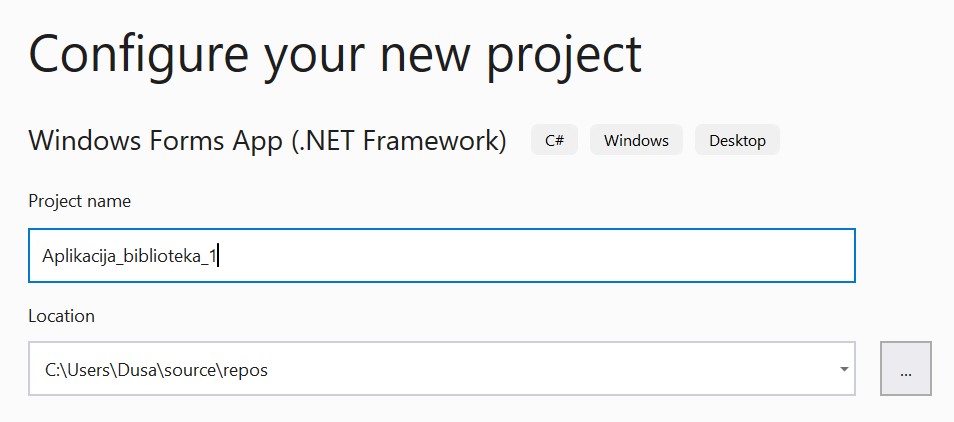 Configure your new project
Windows Forms App (.NET Framework) C# Windows Desktop
Project name
Aplikacija_biblioteka_1
Location
C:\Users\Dusa\source\repos ...